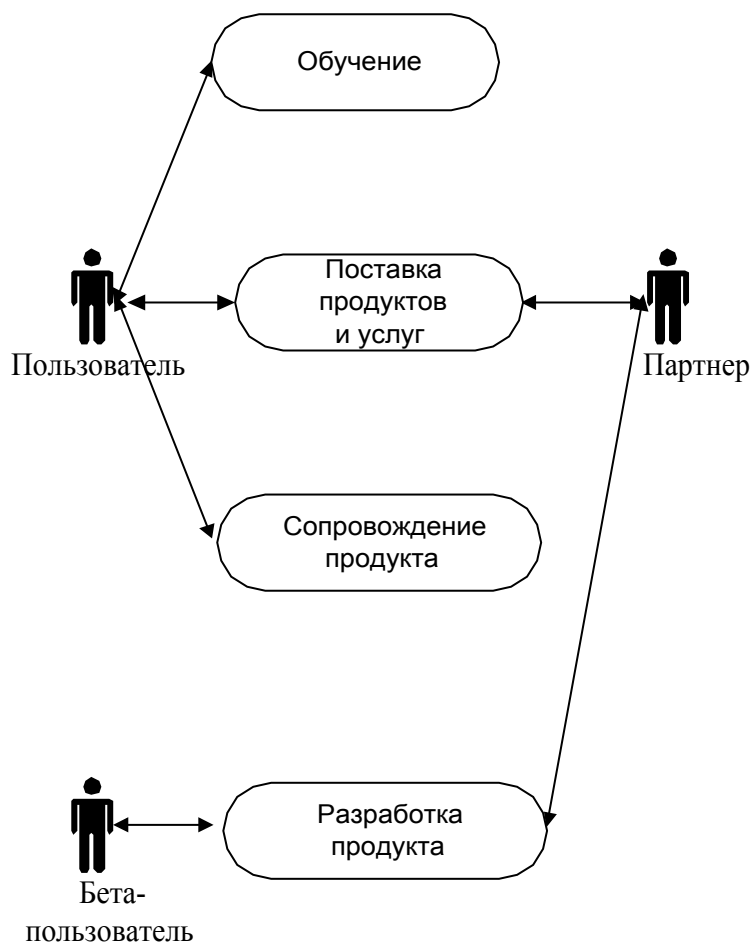 Обучение
Поставка
продуктов
и услуг
Пользователь
Партнер
Сопровождение
продукта
Разработка
продукта
Бета-
пользователь